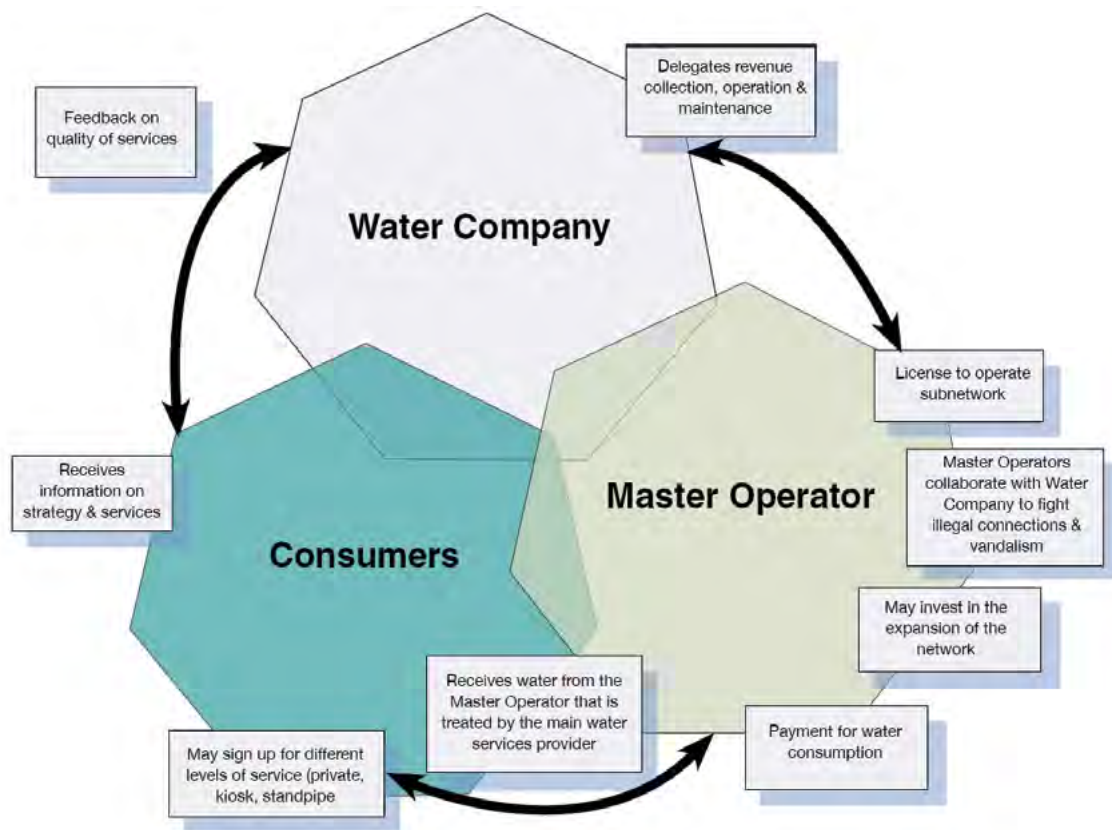 Delegates revenue
collection, operation &
maintenance
Feedback on
quality of services
Water Company
License to operate
subnetwork
Receives
information on
strategy & services
Master Operators
collaborate with Water
Company to fight
illegal connections &
vandalism
Master Operator
Consumers
May invest in the
expansion of the
network
Receives water from the
Master Operator that is
treated by the main water
services provider
Payment for water
consumption
May sign up for different
levels of service (private,
kiosk, standpipe